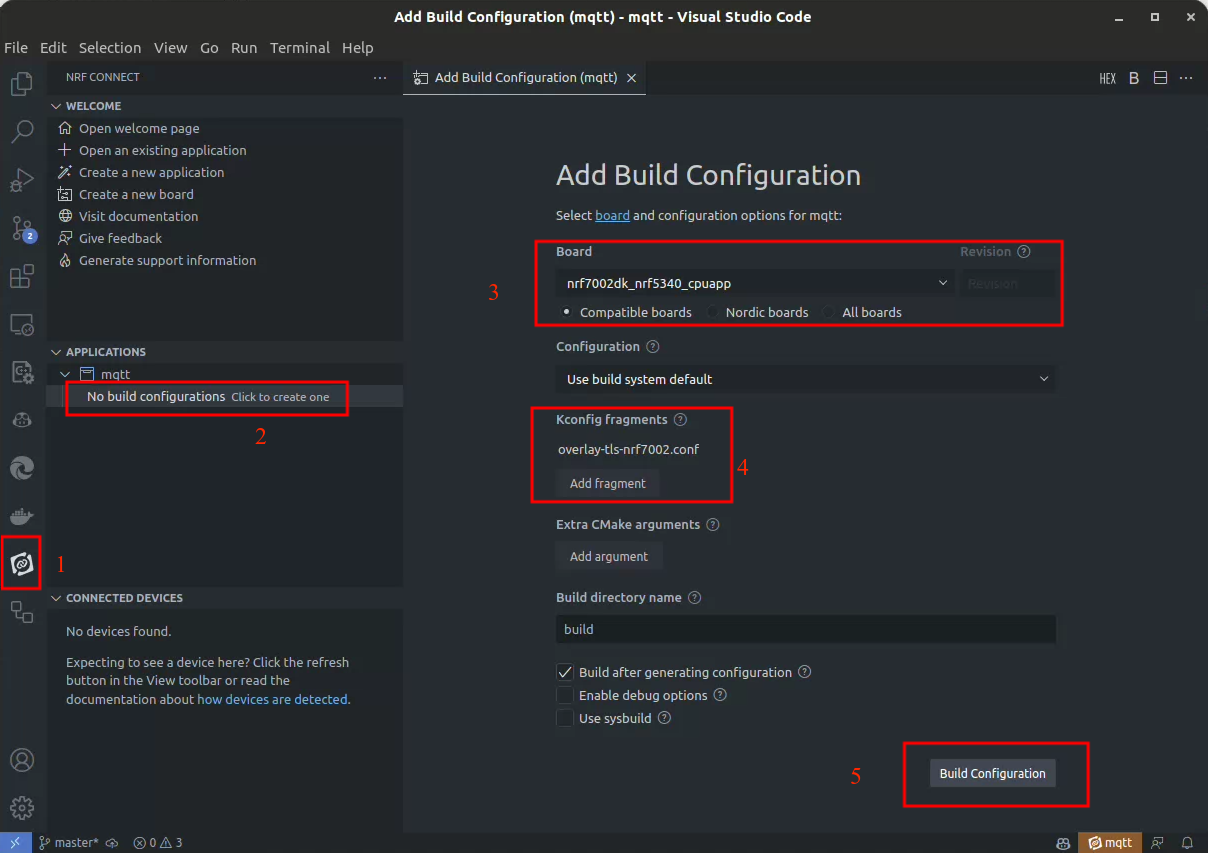 Add Build Configuration (mqtt) - mqtt - Visual Studio Code
File Edit Selection View Go Run Terminal Help
NRF CONNECT
Add Build Configuration (mqtt)
HEX B
WELCOME
Open welcome page
Open an existing application
Create a new application
Create a new board
Visit documentation
Give feedback
Generate support information
2
APPLICATIONS
mqtt
No build configurations Click to create one
2
1
CONNECTED DEVICES
No devices found.
Expecting to see a device here? Click the refresh
button in the View toolbar or read the
documentation about how devices are detected.
Add Build Configuration
Select board and configuration options for mqtt:
3
Board Revision ?
nrf7002dk_nrf5340_cpuapp Revision
Compatible boards Nordic boards All boards
Configuration ?
Use build system default
4
Kconfig fragments ?
overlay-tls-nrf7002.conf
Add fragment
Extra CMake arguments ?
Add argument
Build directory name ?
build
Build after generating configuration ?
Enable debug options ?
Use sysbuild ?
5
Build Configuration
master* 0 3
mqtt